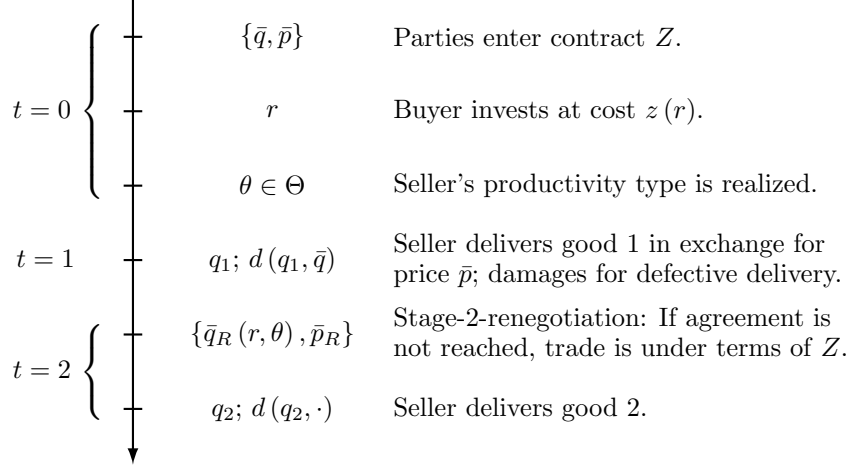 {q̄, p̄} Parties enter contract Z.
t = 0 r Buyer invests at cost z (r).
θ ∈ Θ Seller's productivity type is realized.
t = 1 q₁; d (q₁, q̄) Seller delivers good 1 in exchange for
price p̄; damages for defective delivery.
{q̄_R (r, θ) , p̄_R} Stage-2-renegotiation: If agreement is
not reached, trade is under terms of Z.
t = 2
q₂; d (q₂, ·) Seller delivers good 2.